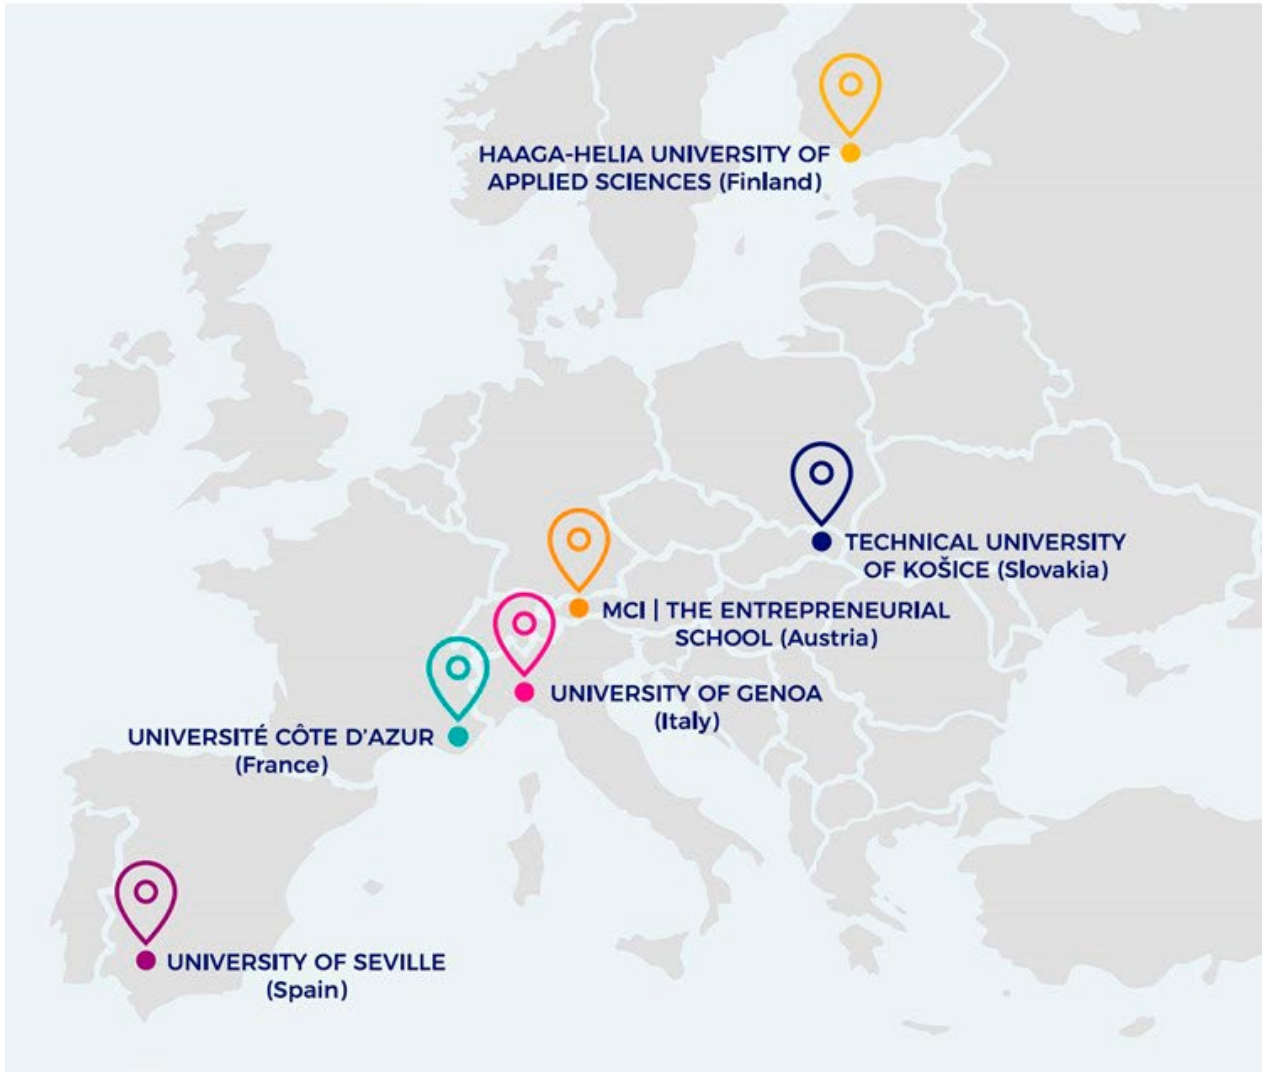 HAAGA-HELIA UNIVERSITY OF
APPLIED SCIENCES (Finland)
TECHNICAL UNIVERSITY
OF KOŠICE (Slovakia)
MCI | THE ENTREPRENEURIAL
SCHOOL (Austria)
UNIVERSITY OF GENOA
(Italy)
UNIVERSITÉ CÔTE D'AZUR
(France)
UNIVERSITY OF SEVILLE
(Spain)